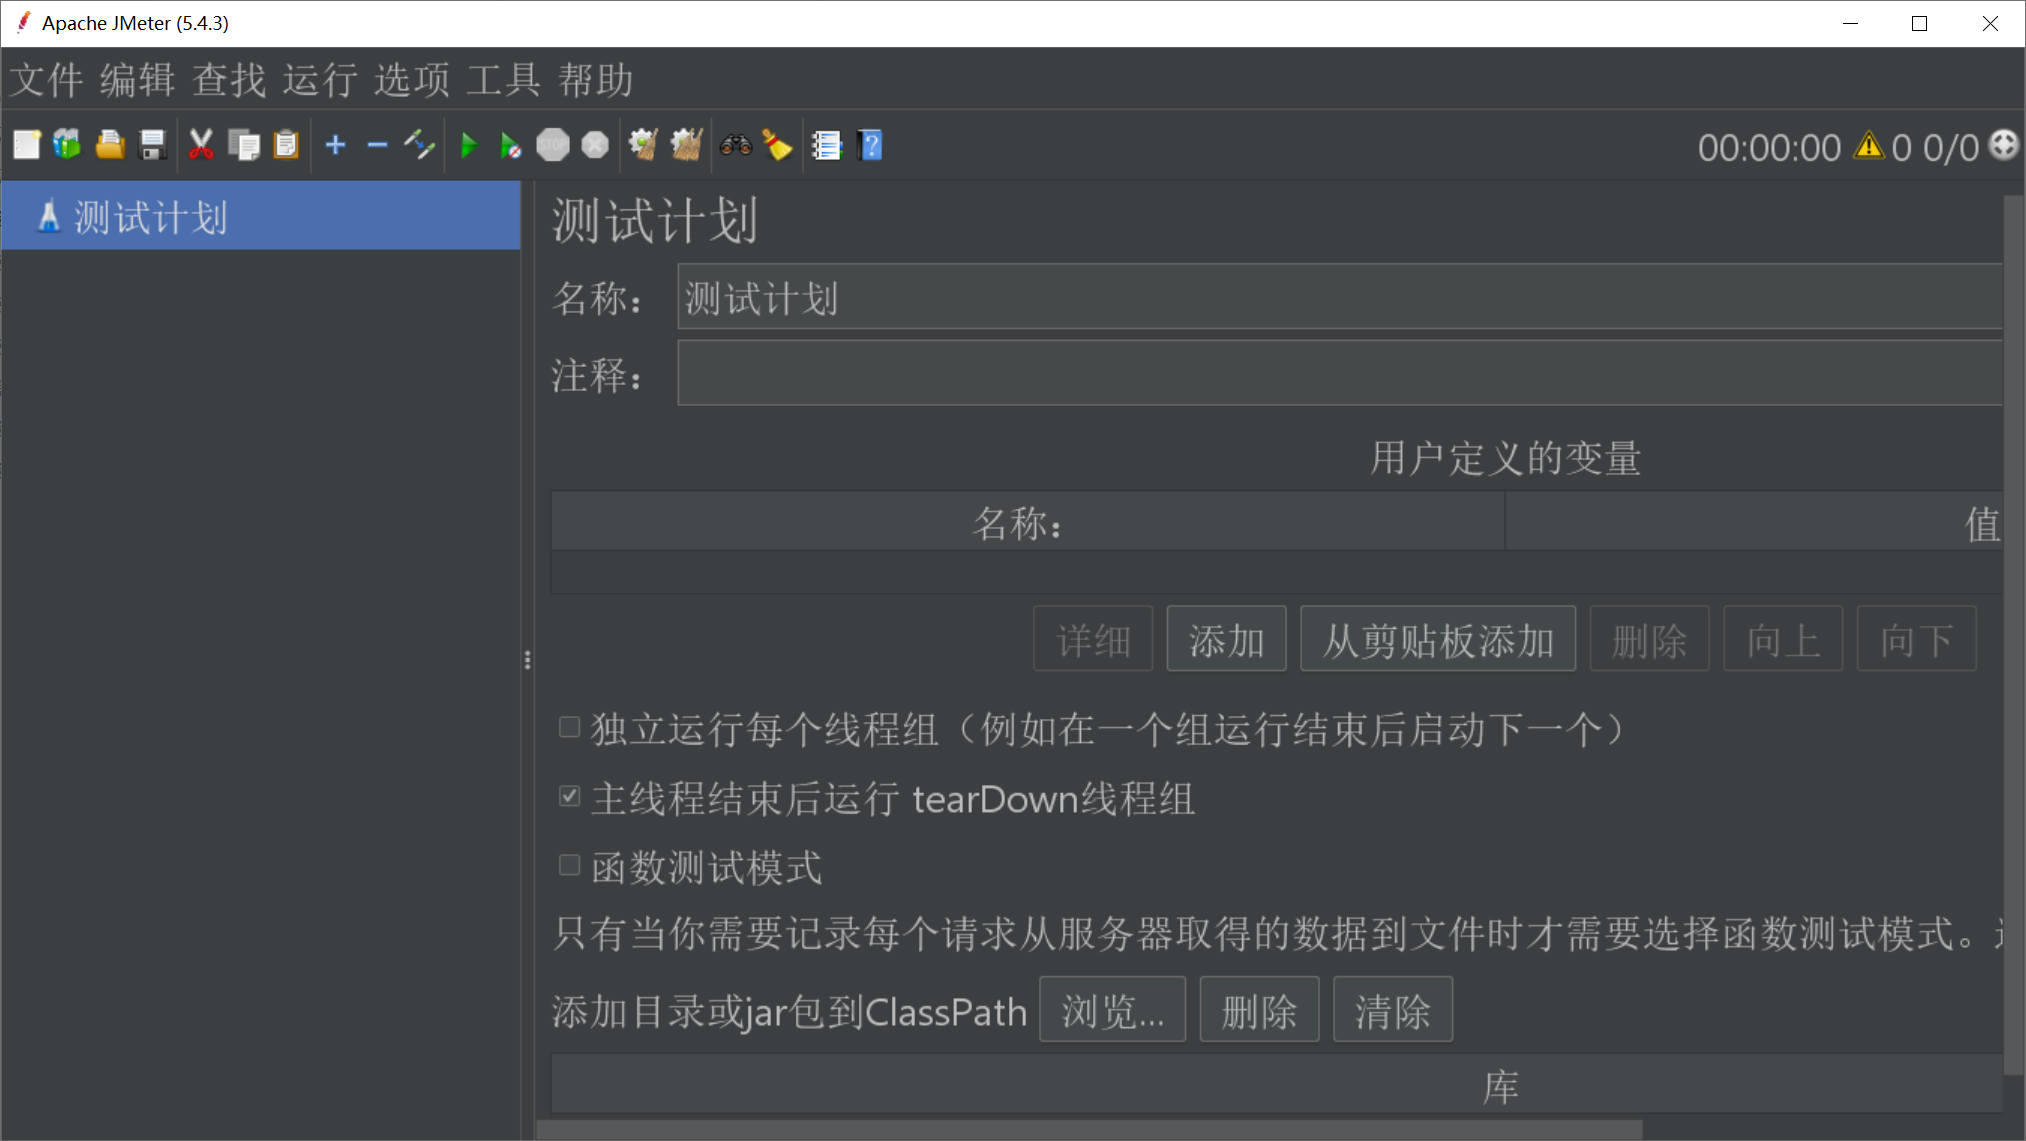 Apache JMeter (5.4.3)
文件 编辑 查找 运行 选项 工具 帮助
STOP
00:00:00 0 0/0
测试计划
测试计划
名称： 测试计划
注释：
用户定义的变量
名称： 值
详细 添加 从剪贴板添加 删除 向上 向下
独立运行每个线程组（例如在一个组运行结束后启动下一个）
主线程结束后运行 tearDown线程组
函数测试模式
只有当你需要记录每个请求从服务器取得的数据到文件时才需要选择函数测试模式。
添加目录或jar包到ClassPath 浏览... 删除 清除
库